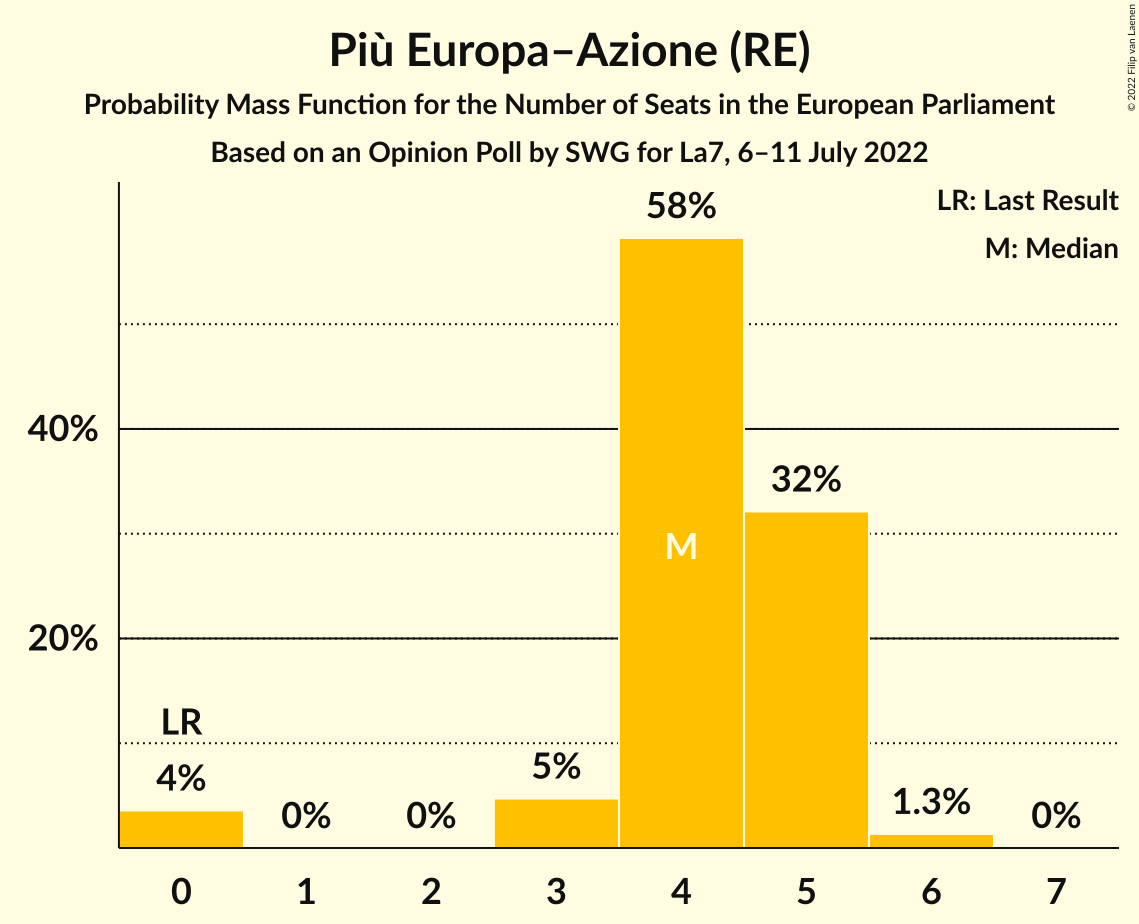 Più Europa–Azione (RE)
Probability Mass Function for the Number of Seats in the European Parliament
Based on an Opinion Poll by SWG for La7, 6–11 July 2022
© 2022 Filip van Laenen
LR: Last Result
M: Median
58%
40%
32%
M
20%
LR
4%
0%
0%
5%
1.3%
0%
0
1
2
3
4
5
6
7